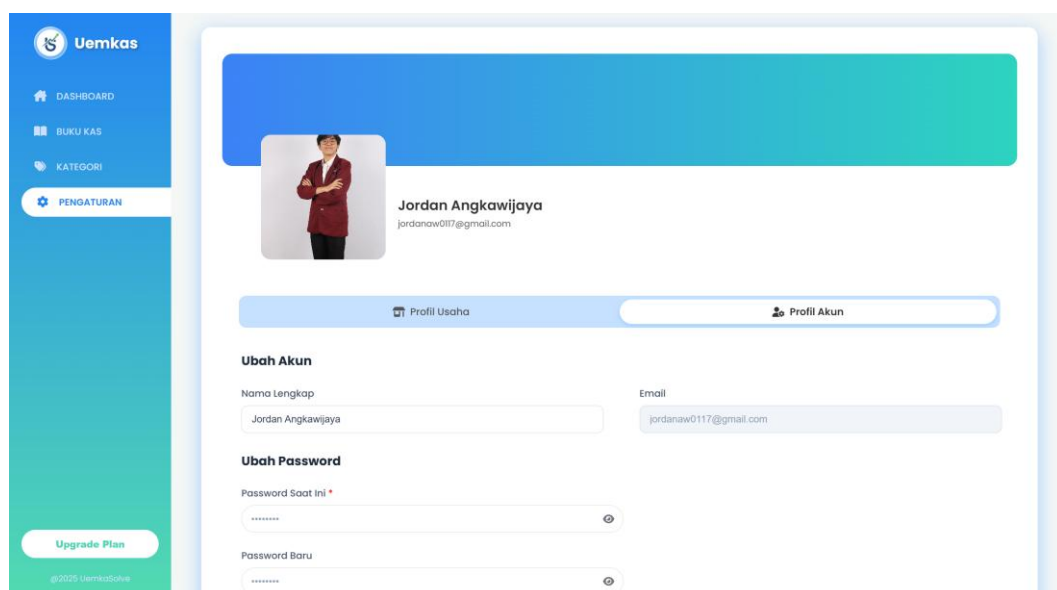 Uemkas
DASHBOARD
BUKU KAS
KATEGORI
PENGATURAN
Upgrade Plan
@2025 UemkaSolve
Jordan Angkawijaya
jordanaw0117@gmail.com
Profil Usaha
Profil Akun
Ubah Akun
Nama Lengkap
Email
Jordan Angkawijaya
jordanaw0117@gmail.com
Ubah Password
Password Saat Ini *
********
Password Baru
********